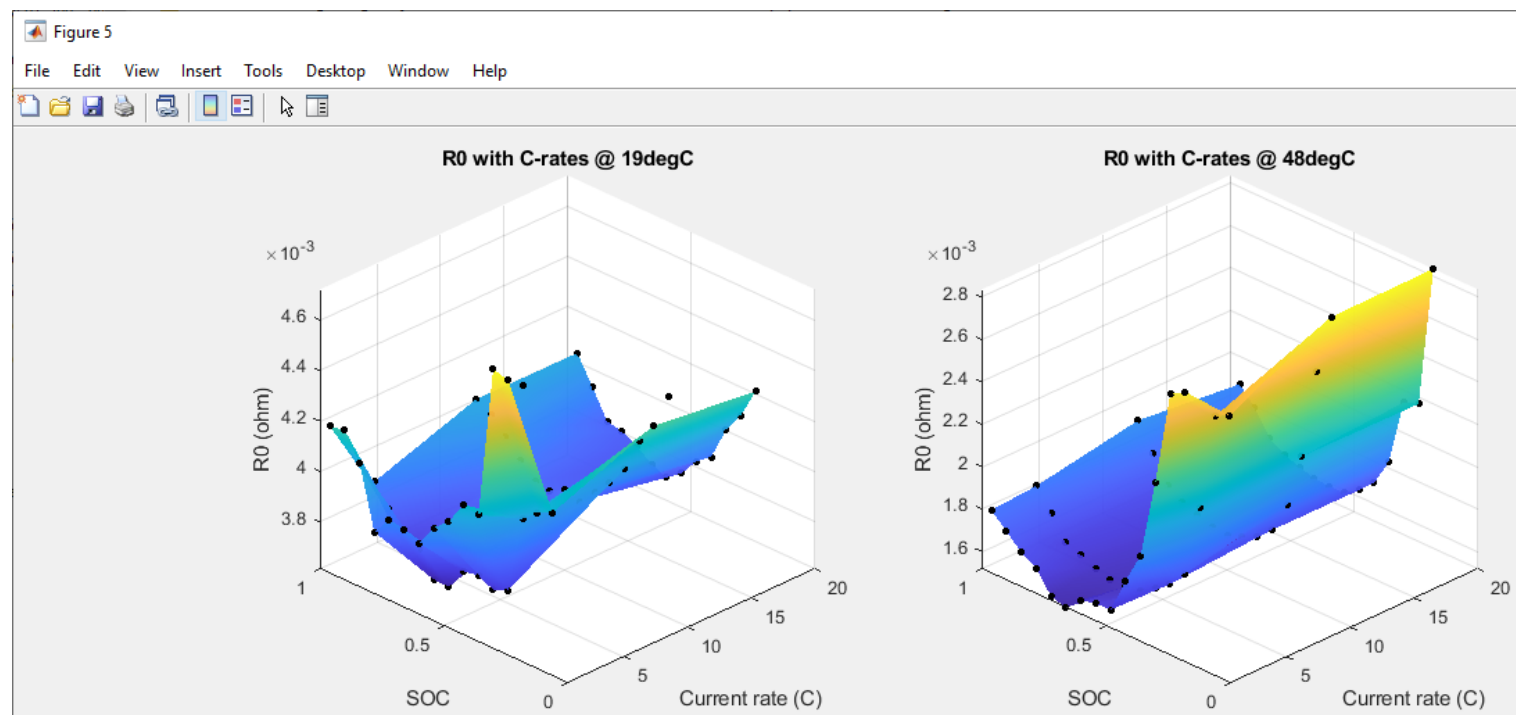 Figure 5
File Edit View Insert Tools Desktop Window Help
R0 with C-rates @ 19degC
×10-3
4.6
4.4
4.2
4
3.8
R0 (ohm)
1
0.5
0
SOC
5
10
15
20
Current rate (C)
R0 with C-rates @ 48degC
×10-3
2.8
2.6
2.4
2.2
2
1.8
1.6
R0 (ohm)
1
0.5
0
SOC
5
10
15
20
Current rate (C)